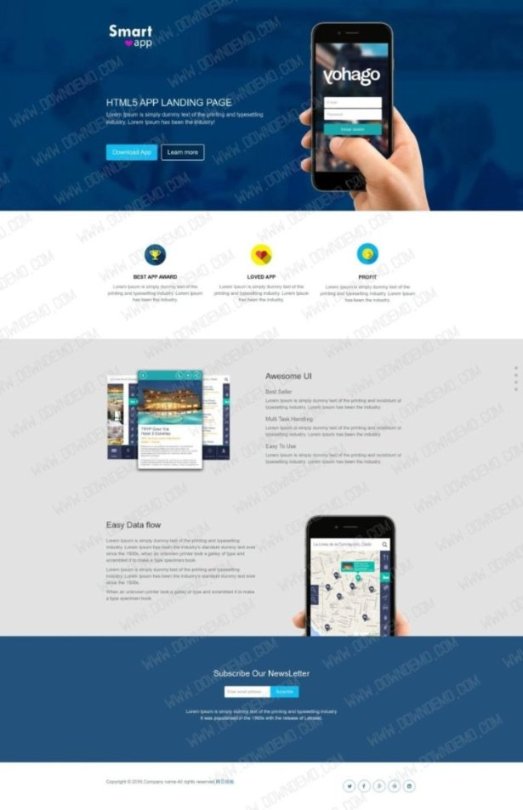 Smart
app
vohago
HTML5 APP LANDING PAGE
Lorem Ipsum is simply dummy text of the printing and typesetting
industry. Lorem Ipsum has been the industry!
Download App
Learn more
BEST APP AWARD
Lorem Ipsum is simply dummy text of the
printing and typesetting industry. Lorem Ipsum
has been the industry.
LOVED APP
Lorem Ipsum is simply dummy text of the
printing and typesetting industry. Lorem Ipsum
has been the industry.
PROFIT
Lorem Ipsum is simply dummy text of the
printing and typesetting industry. Lorem Ipsum
has been the industry.
Awesome UI
Best Seller
Lorem Ipsum is simply dummy text of the printing and industrial of
typesetting industry. Lorem Ipsum has been the industry.
Multi Task Handling
Lorem Ipsum is simply dummy text of the printing and industrial of
typesetting industry. Lorem Ipsum has been the industry.
Easy To Use
Lorem Ipsum is simply dummy text of the printing and industrial of
typesetting industry. Lorem Ipsum has been the industry.
Easy Data flow
Lorem Ipsum is simply dummy text of the printing and typesetting
industry. Lorem Ipsum has been the industry's standard dummy text ever
since the 1500s, when an unknown printer took a galley of type and
scrambled it to make a type specimen book.
Lorem Ipsum has been the industry's standard dummy text ever
since the 1500s.
When an unknown printer took a galley of type and scrambled it to make
a type specimen book.
Subscribe Our NewsLetter
Enter email address
Subscribe
Lorem Ipsum is simply dummy text of the printing and typesetting industry.
It was popularised in the 1960s with the release of Letraset.
Copyright © 2016.Company name All rights reserved.网页模板
WWW.DOWNDEMO.COM